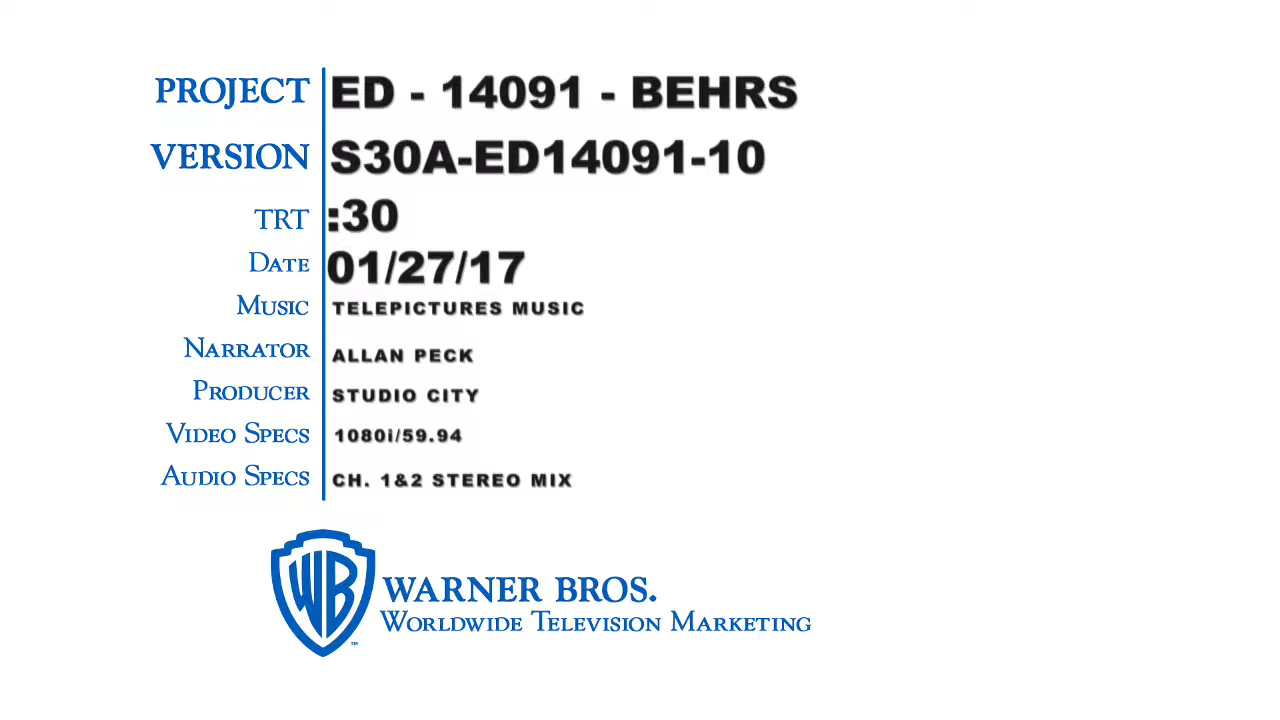 PROJECT ED - 14091 - BEHRS
VERSION S30A-ED14091-10
TRT :30
DATE 01/27/17
MUSIC TELEPICTURES MUSIC
NARRATOR ALLAN PECK
PRODUCER STUDIO CITY
VIDEO SPECS 1080i/59.94
AUDIO SPECS CH. 1&2 STEREO MIX
WB
WARNER BROS.
WORLDWIDE TELEVISION MARKETING
™